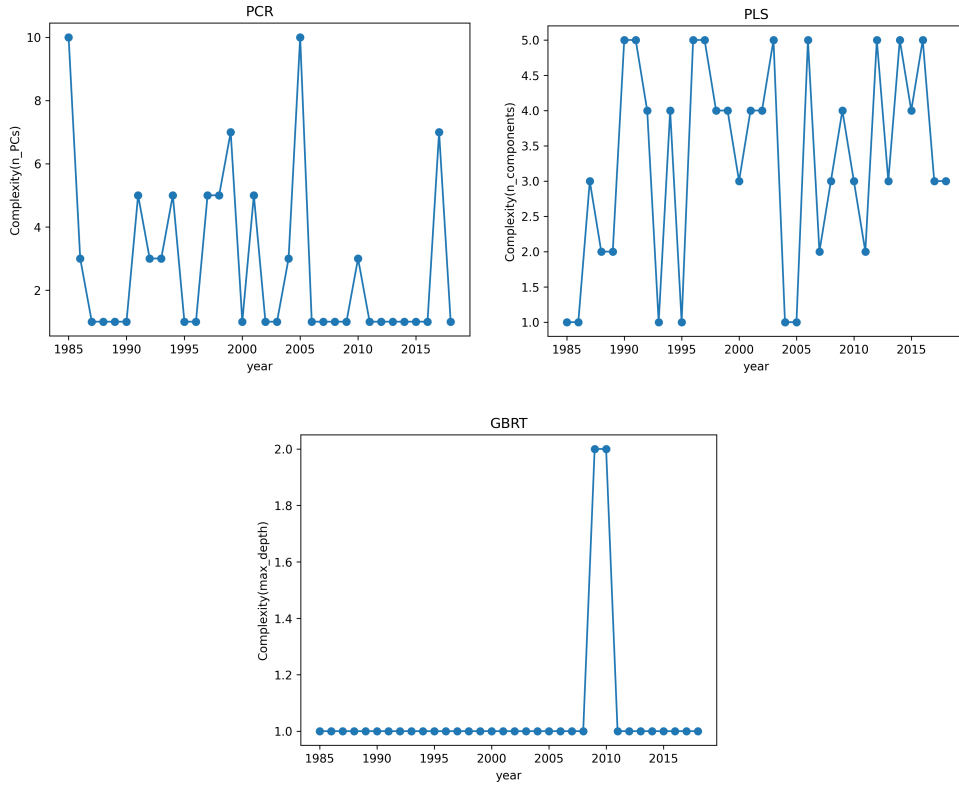 PCR
Complexity(n_PCs)
10
8
6
4
2
1985 1990 1995 2000 2005 2010 2015
year
PLS
Complexity(n_components)
5.0
4.5
4.0
3.5
3.0
2.5
2.0
1.5
1.0
1985 1990 1995 2000 2005 2010 2015
year
GBRT
Complexity(max_depth)
2.0
1.8
1.6
1.4
1.2
1.0
1985 1990 1995 2000 2005 2010 2015
year